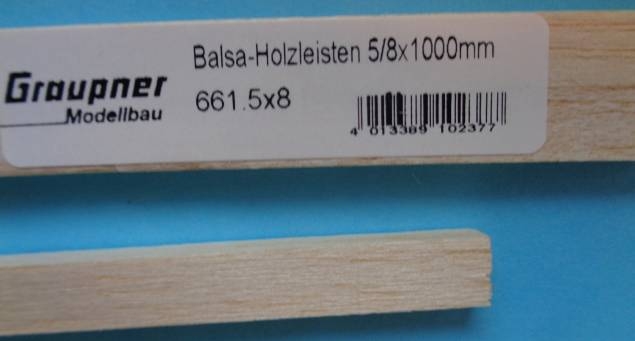 Graupner
Modellbau
Balsa-Holzleisten 5/8x1000mm
661.5x8
4 013389 102377